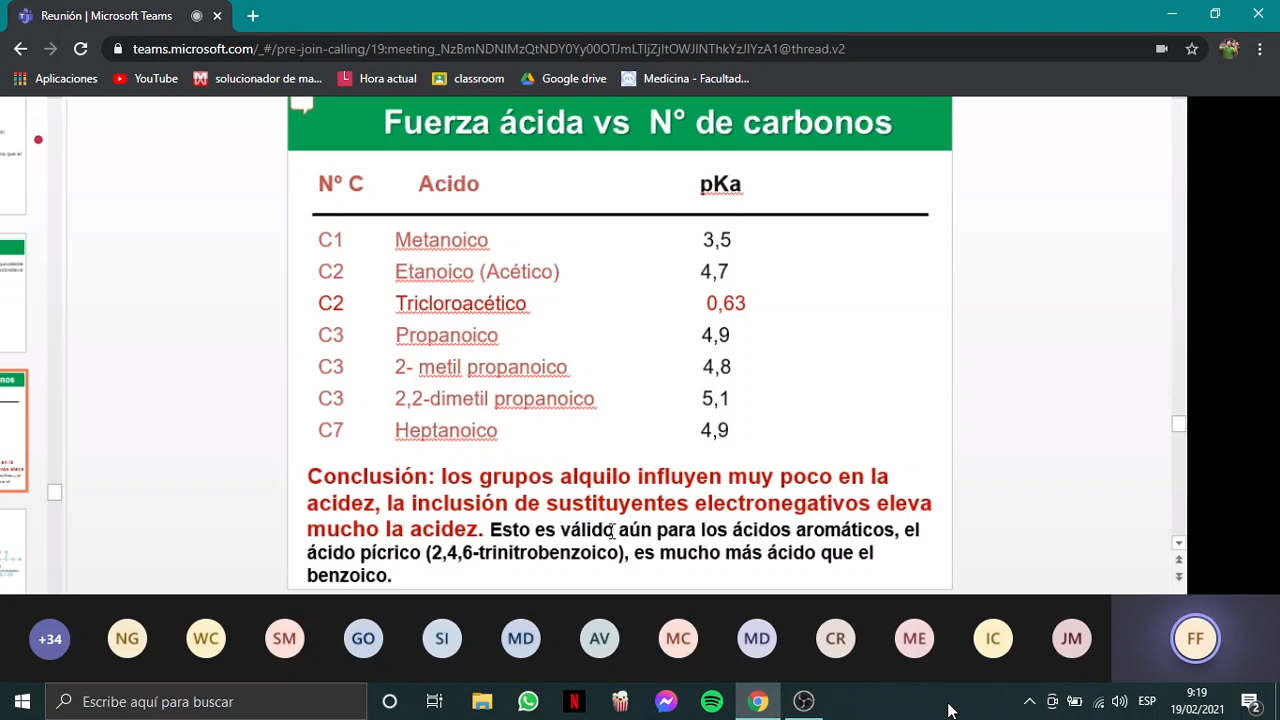 Reunión | Microsoft Teams
teams.microsoft.com/_#/pre-join-calling/19:meeting_NzBmNDNlMzQtNDY0Yy00OTJmLTljZjItOWJlNThkYzJlYzA1@thread.v2
Aplicaciones YouTube solucionador de ma... Hora actual classroom Google drive Medicina - Facultad...
Fuerza ácida vs N° de carbonos
Nº C Acido pKa
C1 Metanoico 3,5
C2 Etanoico (Acético) 4,7
C2 Tricloroacético 0,63
C3 Propanoico 4,9
C3 2- metil propanoico 4,8
C3 2,2-dimetil propanoico 5,1
C7 Heptanoico 4,9
Conclusión: los grupos alquilo influyen muy poco en la
acidez, la inclusión de sustituyentes electronegativos eleva
mucho la acidez. Esto es válido aún para los ácidos aromáticos, el
ácido pícrico (2,4,6-trinitrobenzoico), es mucho más ácido que el
benzoico.
+34 NG WC SM GO SI MD AV MC MD CR ME IC JM FF
Escribe aquí para buscar
ESP
9:19
19/02/2021
2